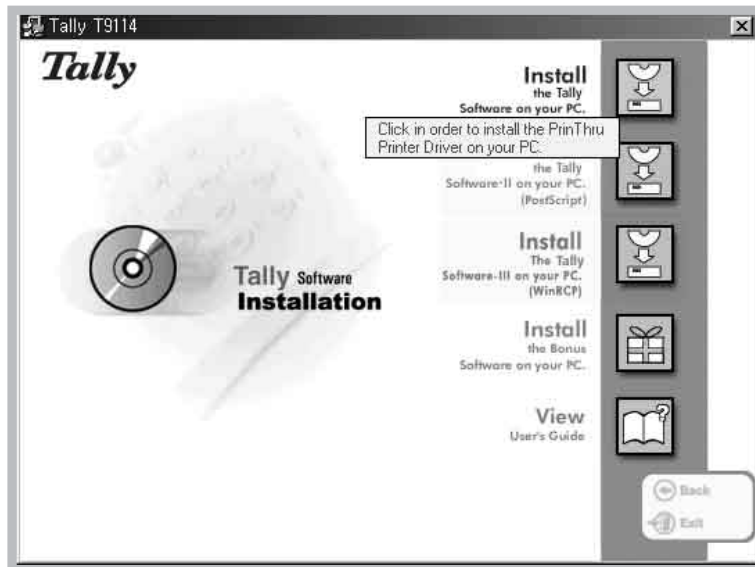 Tally T9114
Tally
Install
the Tally
Software on your PC.
Click in order to install the PrinThru
Printer Driver on your PC.
the Tally
Software-II on your PC.
(PostScript)
Install
The Tally
Software-III on your PC.
(WinRCP)
Tally Software
Installation
Install
the Bonus
Software on your PC.
View
User's Guide
Back
Exit